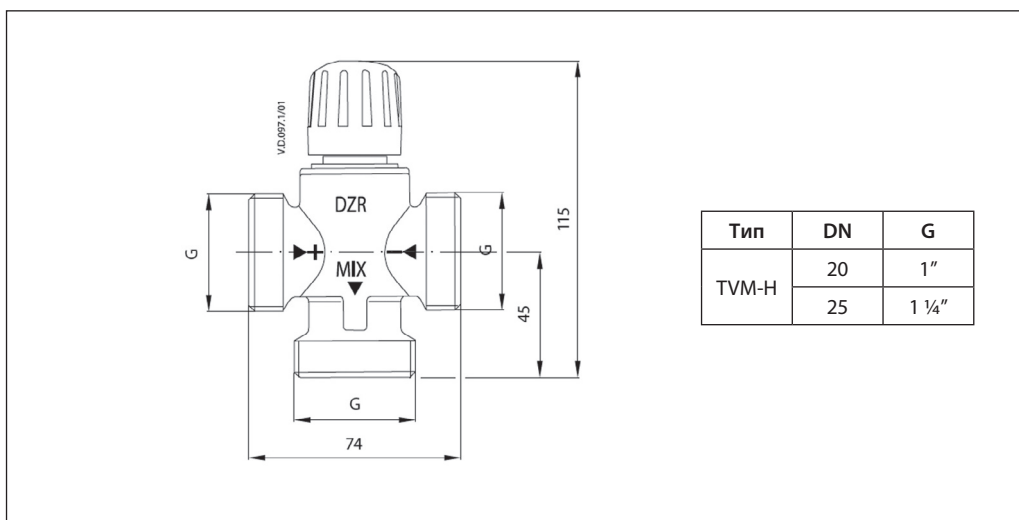 V.D.097.1/01
DZR
G
G
+
−
MIX
115
45
G
74
Тип DN G
TVM-H 20 1”
25 1 ¼”